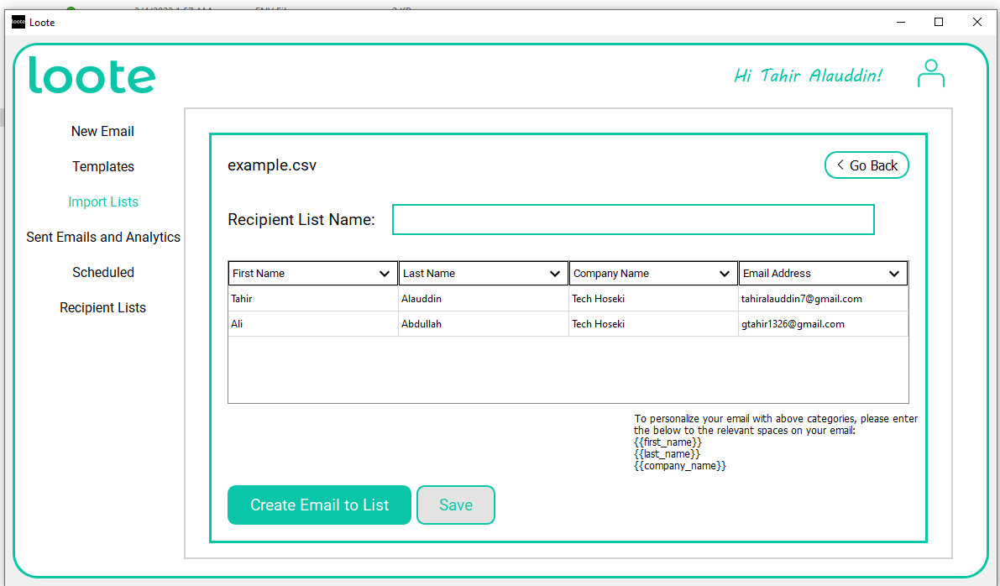 Loote
loote
Hi Tahir Alauddin!
New Email
Templates
Import Lists
Sent Emails and Analytics
Scheduled
Recipient Lists
example.csv
Go Back
Recipient List Name:
First Name Last Name Company Name Email Address
Tahir Alauddin Tech Hoseki tahiralauddin7@gmail.com
Ali Abdullah Tech Hoseki gtahir1326@gmail.com
To personalize your email with above categories, please enter
the below to the relevant spaces on your email:
{{first_name}}
{{last_name}}
{{company_name}}
Create Email to List
Save